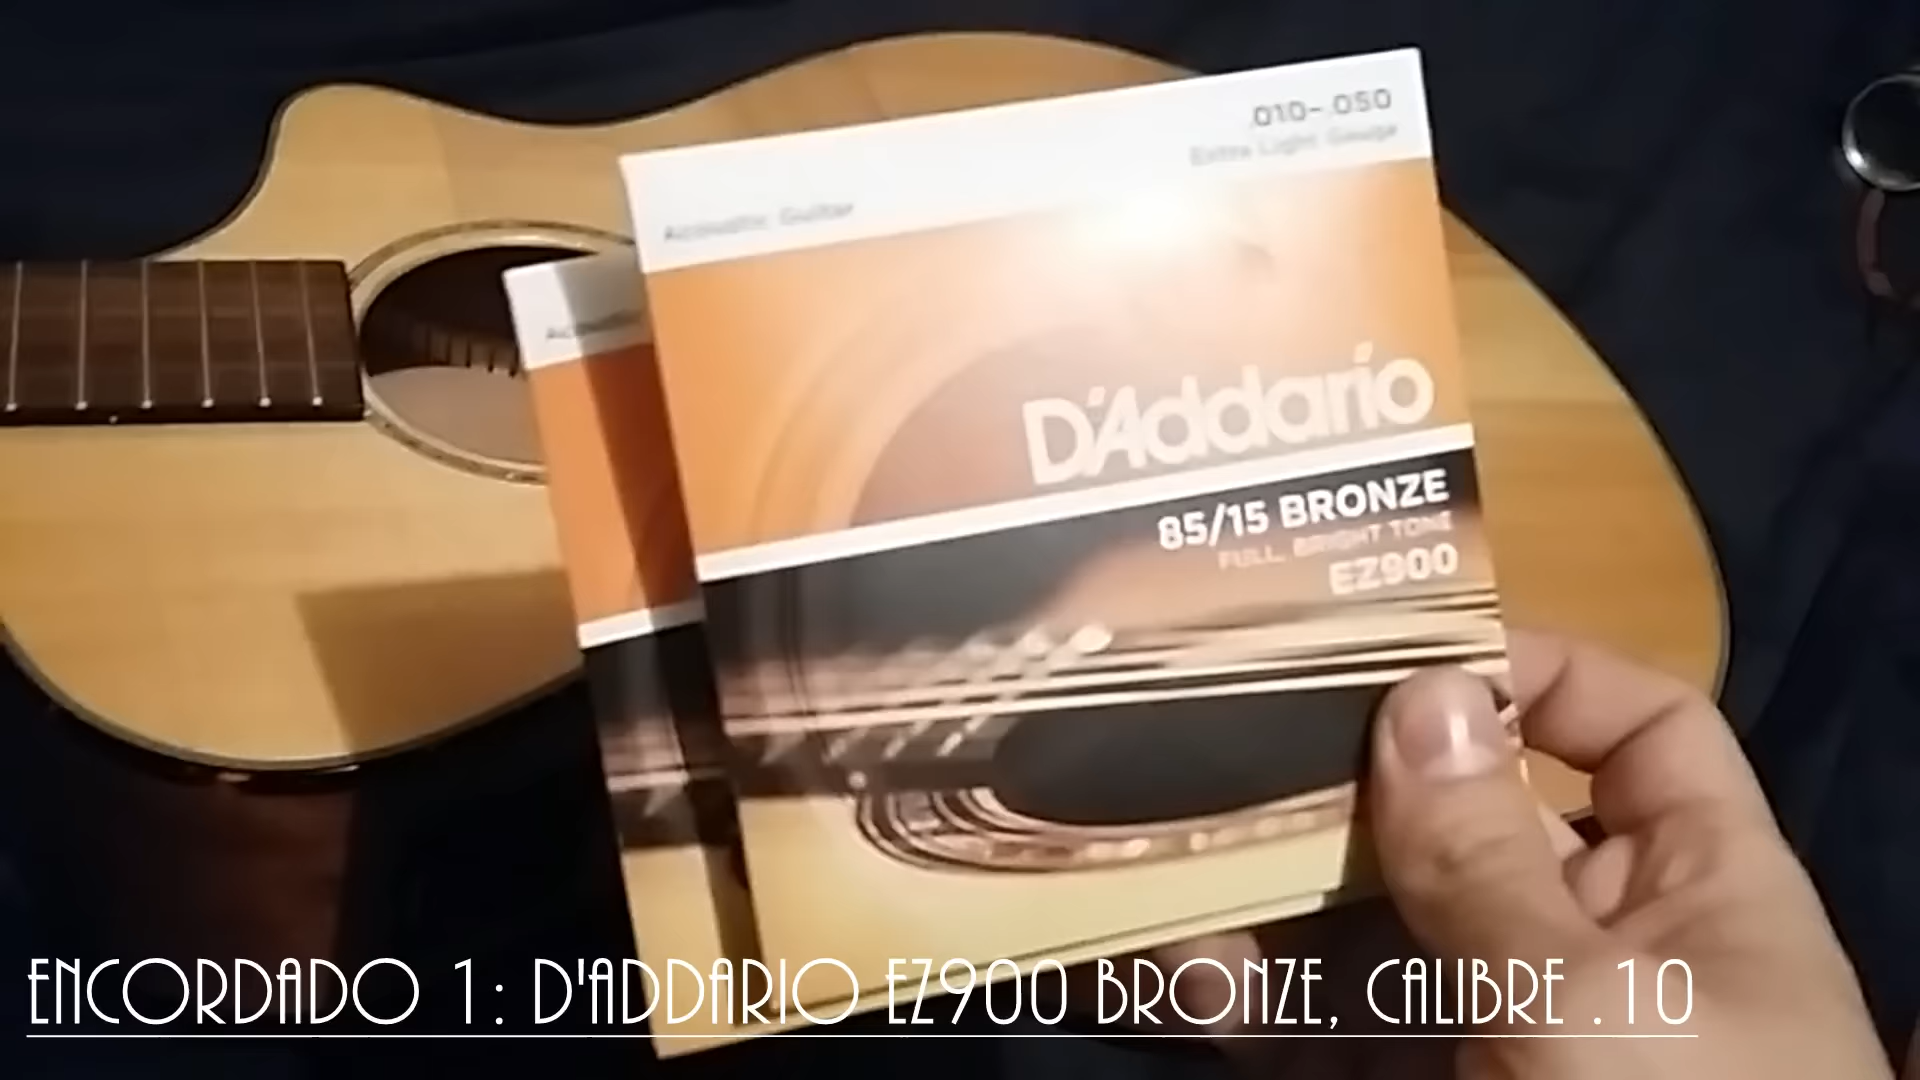 .010-.050
Extra Light Gauge
Acoustic Guitar
D'Addario
85/15 BRONZE
FULL, BRIGHT TONE
EZ900
ENCORDADO 1: D'ADDARIO EZ900 BRONZE, CALIBRE .10